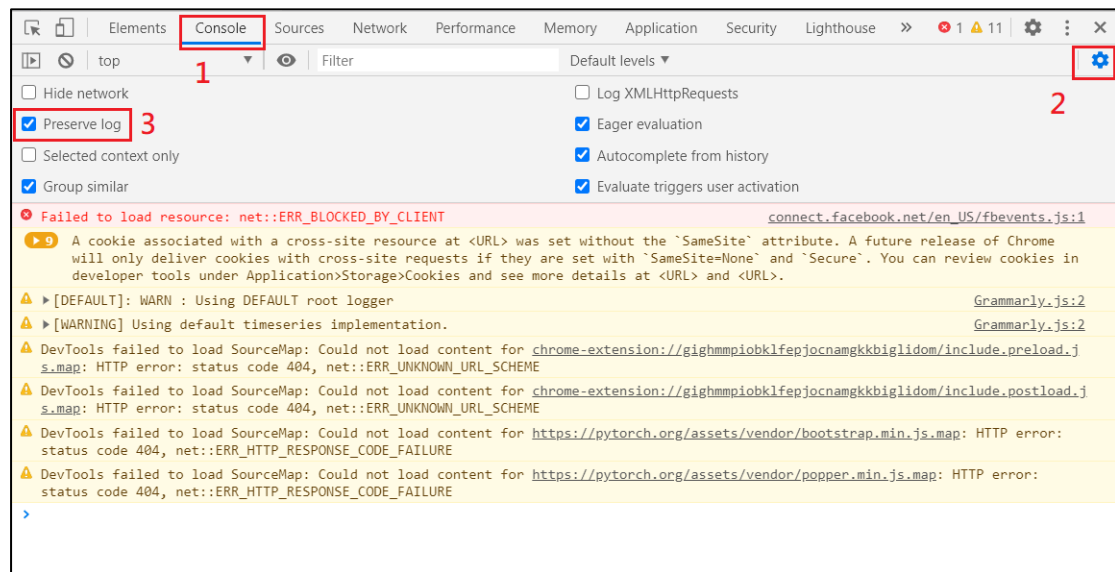 Elements Console Sources Network Performance Memory Application Security Lighthouse » 1 11
1
top Filter Default levels ▼
2
Hide network Log XMLHttpRequests
Preserve log 3 Eager evaluation
Selected context only Autocomplete from history
Group similar Evaluate triggers user activation
Failed to load resource: net::ERR_BLOCKED_BY_CLIENT connect.facebook.net/en_US/fbevents.js:1
9 A cookie associated with a cross-site resource at <URL> was set without the `SameSite` attribute. A future release of Chrome
will only deliver cookies with cross-site requests if they are set with `SameSite=None` and `Secure`. You can review cookies in
developer tools under Application>Storage>Cookies and see more details at <URL> and <URL>.
[DEFAULT]: WARN : Using DEFAULT root logger Grammarly.js:2
[WARNING] Using default timeseries implementation. Grammarly.js:2
DevTools failed to load SourceMap: Could not load content for chrome-extension://gighmmpiobklfepjocnamgkkbiglidom/include.preload.j
s.map: HTTP error: status code 404, net::ERR_UNKNOWN_URL_SCHEME
DevTools failed to load SourceMap: Could not load content for chrome-extension://gighmmpiobklfepjocnamgkkbiglidom/include.postload.j
s.map: HTTP error: status code 404, net::ERR_UNKNOWN_URL_SCHEME
DevTools failed to load SourceMap: Could not load content for https://pytorch.org/assets/vendor/bootstrap.min.js.map: HTTP error:
status code 404, net::ERR_HTTP_RESPONSE_CODE_FAILURE
DevTools failed to load SourceMap: Could not load content for https://pytorch.org/assets/vendor/popper.min.js.map: HTTP error:
status code 404, net::ERR_HTTP_RESPONSE_CODE_FAILURE